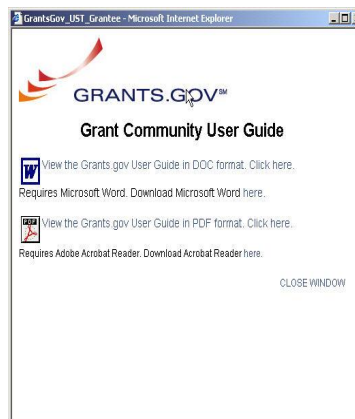 GrantsGov_UST_Grantee - Microsoft Internet Explorer
GRANTS.GOV℠
Grant Community User Guide
W View the Grants.gov User Guide in DOC format. Click here.
Requires Microsoft Word. Download Microsoft Word here.
PDF View the Grants.gov User Guide in PDF format. Click here.
Requires Adobe Acrobat Reader. Download Acrobat Reader here.
CLOSE WINDOW